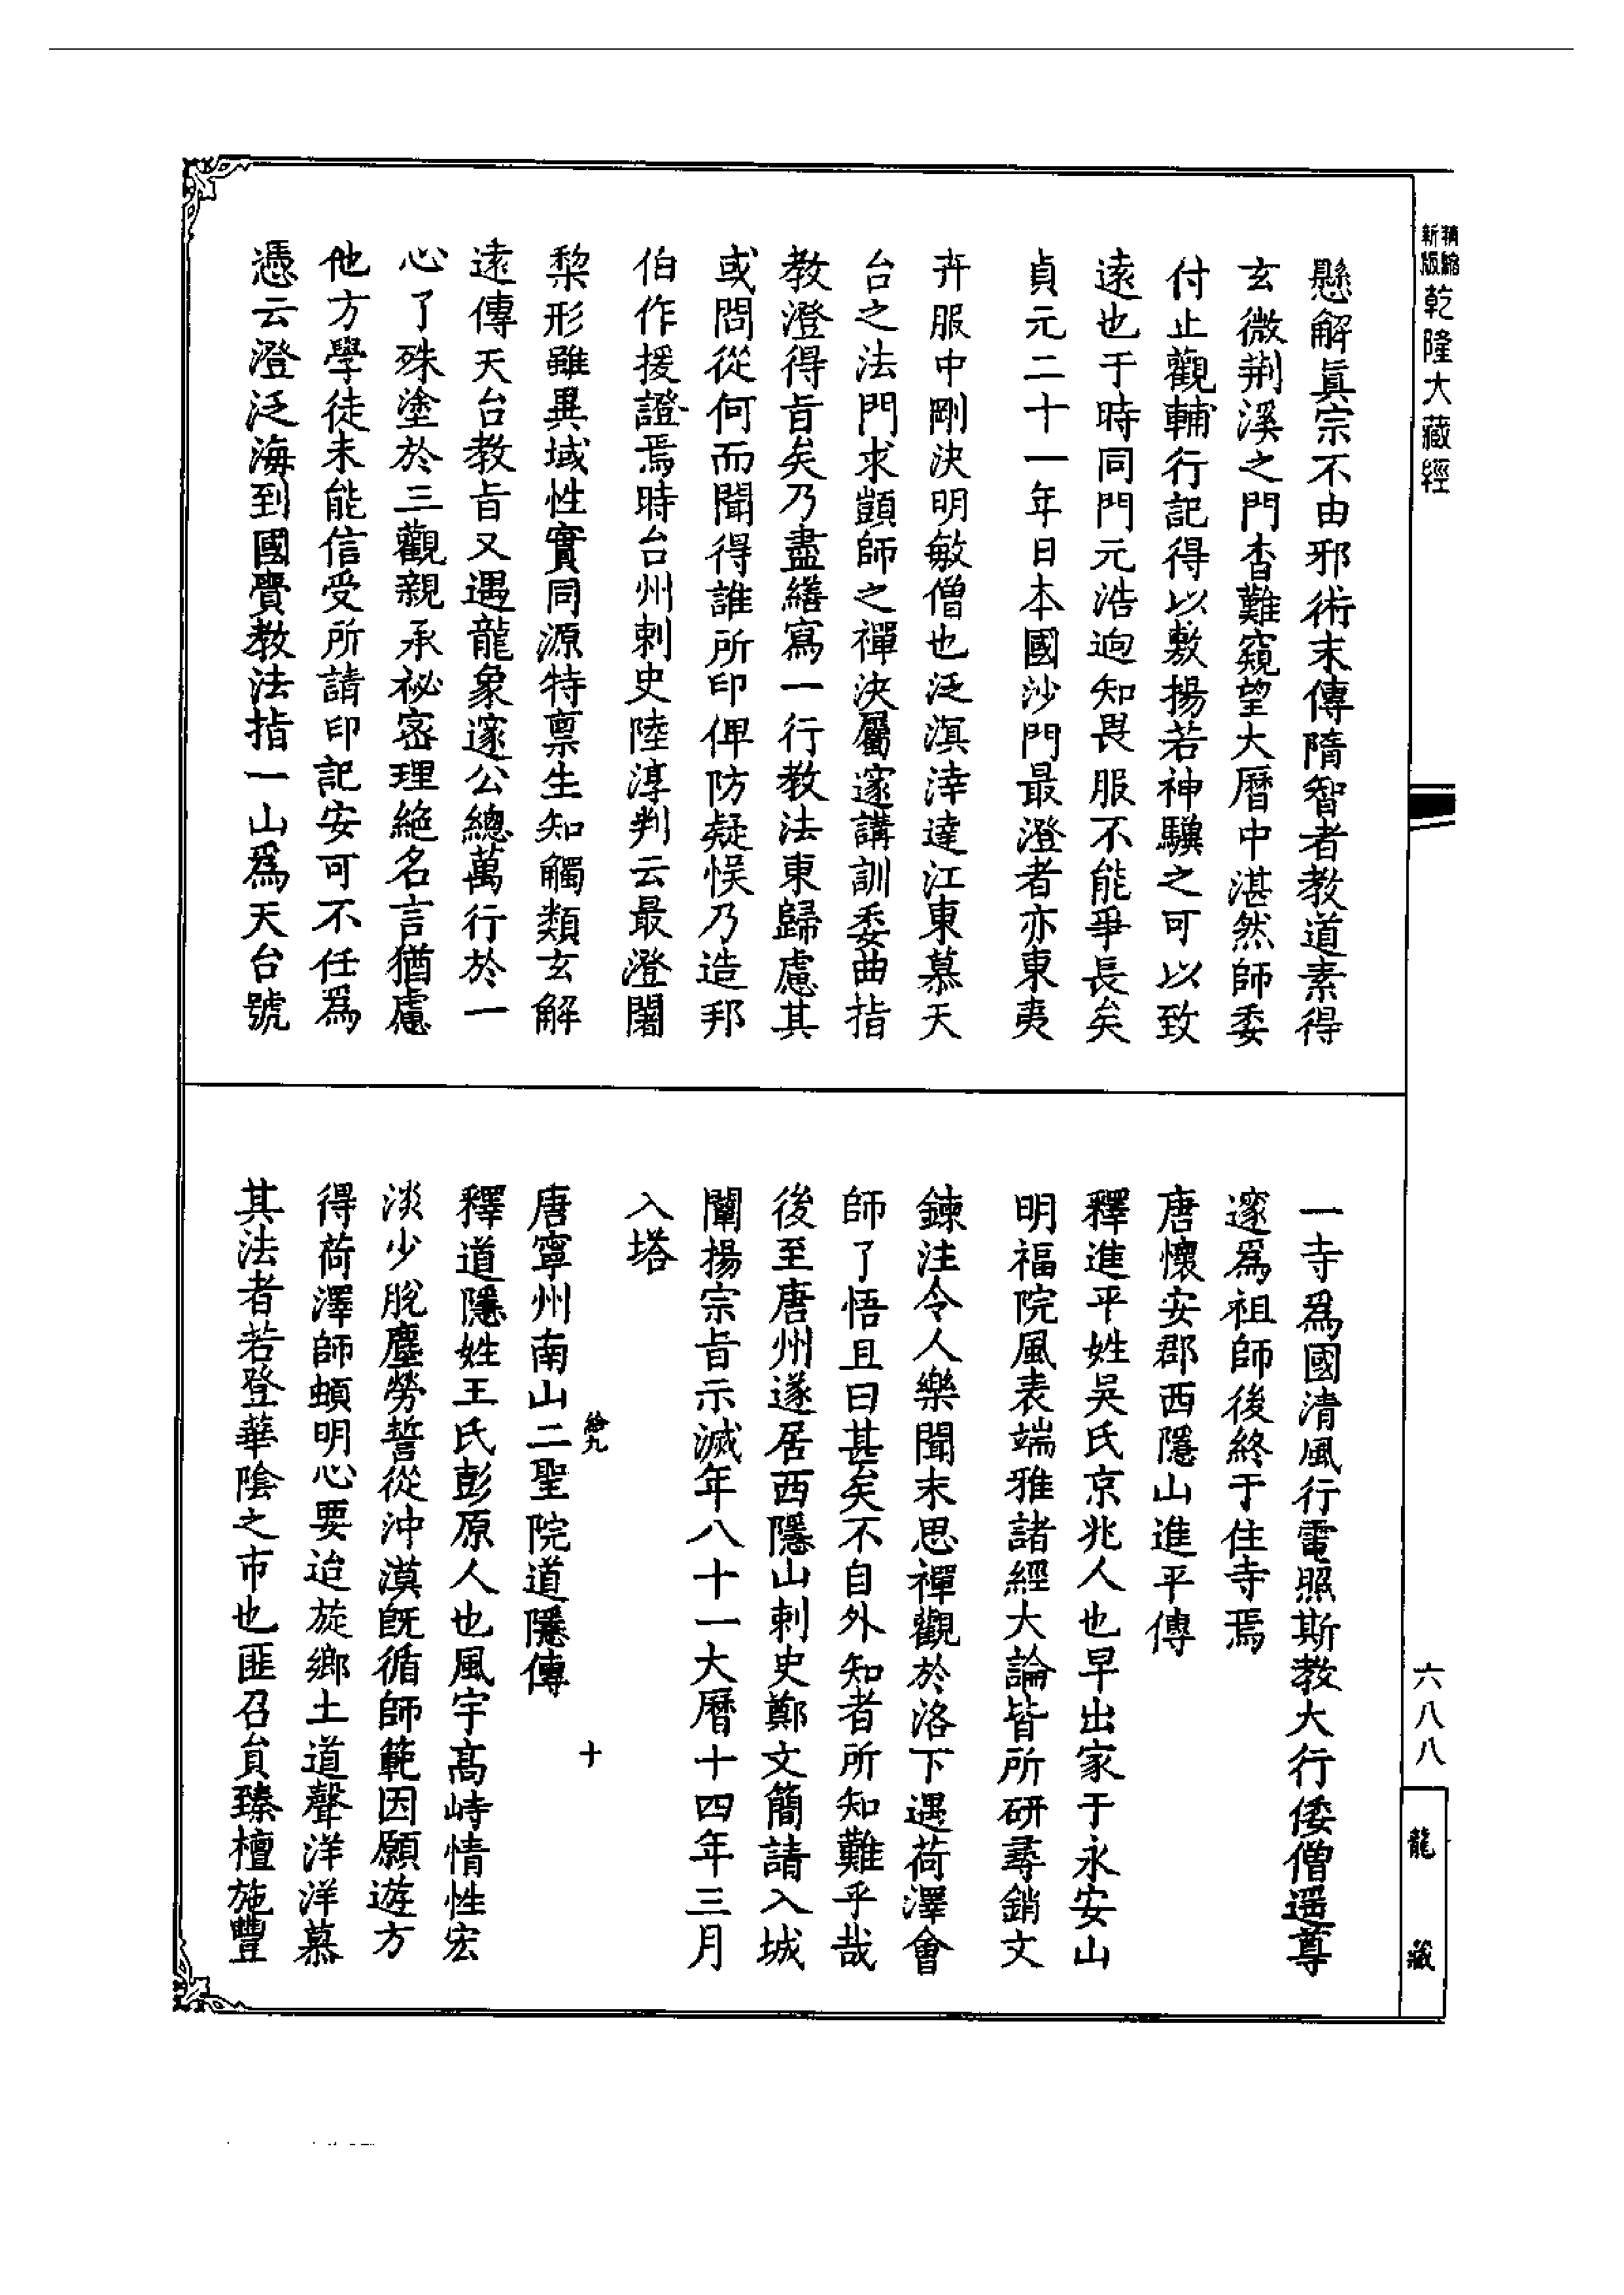 精縮新版乾隆大藏經
懸解眞宗不由邪術末傳隋智者教道素得
玄微荆溪之門杳難窺望大曆中湛然師委
付止觀輔行記得以敷揚若神驥之可以致
遠也于時同門元浩逈知畏服不能爭長矣
貞元二十一年日本國沙門最澄者亦東夷
卉服中剛決明敏僧也泛溟涬達江東慕天
台之法門求顗師之禪決屬邃講訓委曲指
教澄得旨矣乃盡繕寫一行教法東歸慮其
或問從何而聞得誰所印俾防疑悞乃造邦
伯作援證焉時台州刺史陸淳判云最澄闍
棃形雖異域性實同源特禀生知觸類玄解
遠傳天台教旨又遇龍象邃公總萬行於一
心了殊塗於三觀親承祕密理絶名言猶慮
他方學徒未能信受所請印記安可不任爲
憑云澄泛海到國賷教法指一山爲天台號
一寺爲國清風行電照斯教大行倭僧遥尊
邃爲祖師後終于住寺焉
唐懷安郡西隱山進平傳
釋進平姓吳氏京兆人也早出家于永安山
明福院風表端雅諸經大論皆所研尋銷文
鍊注令人樂聞末思禪觀於洛下遇荷澤會
師了悟且曰甚矣不自外知者所知難乎哉
後至唐州遂居西隱山刺史鄭文簡請入城
闡揚宗旨示滅年八十一大曆十四年三月
入塔
給九
十
唐寧州南山二聖院道隱傳
釋道隱姓王氏彭原人也風宇髙峙情性宏
淡少脫塵勞誓從沖漠旣循師範因願遊方
得荷澤師頓明心要迨旋鄉土道聲洋洋慕
其法者若登華陰之市也匪召負臻檀施豐
六八八
龍藏